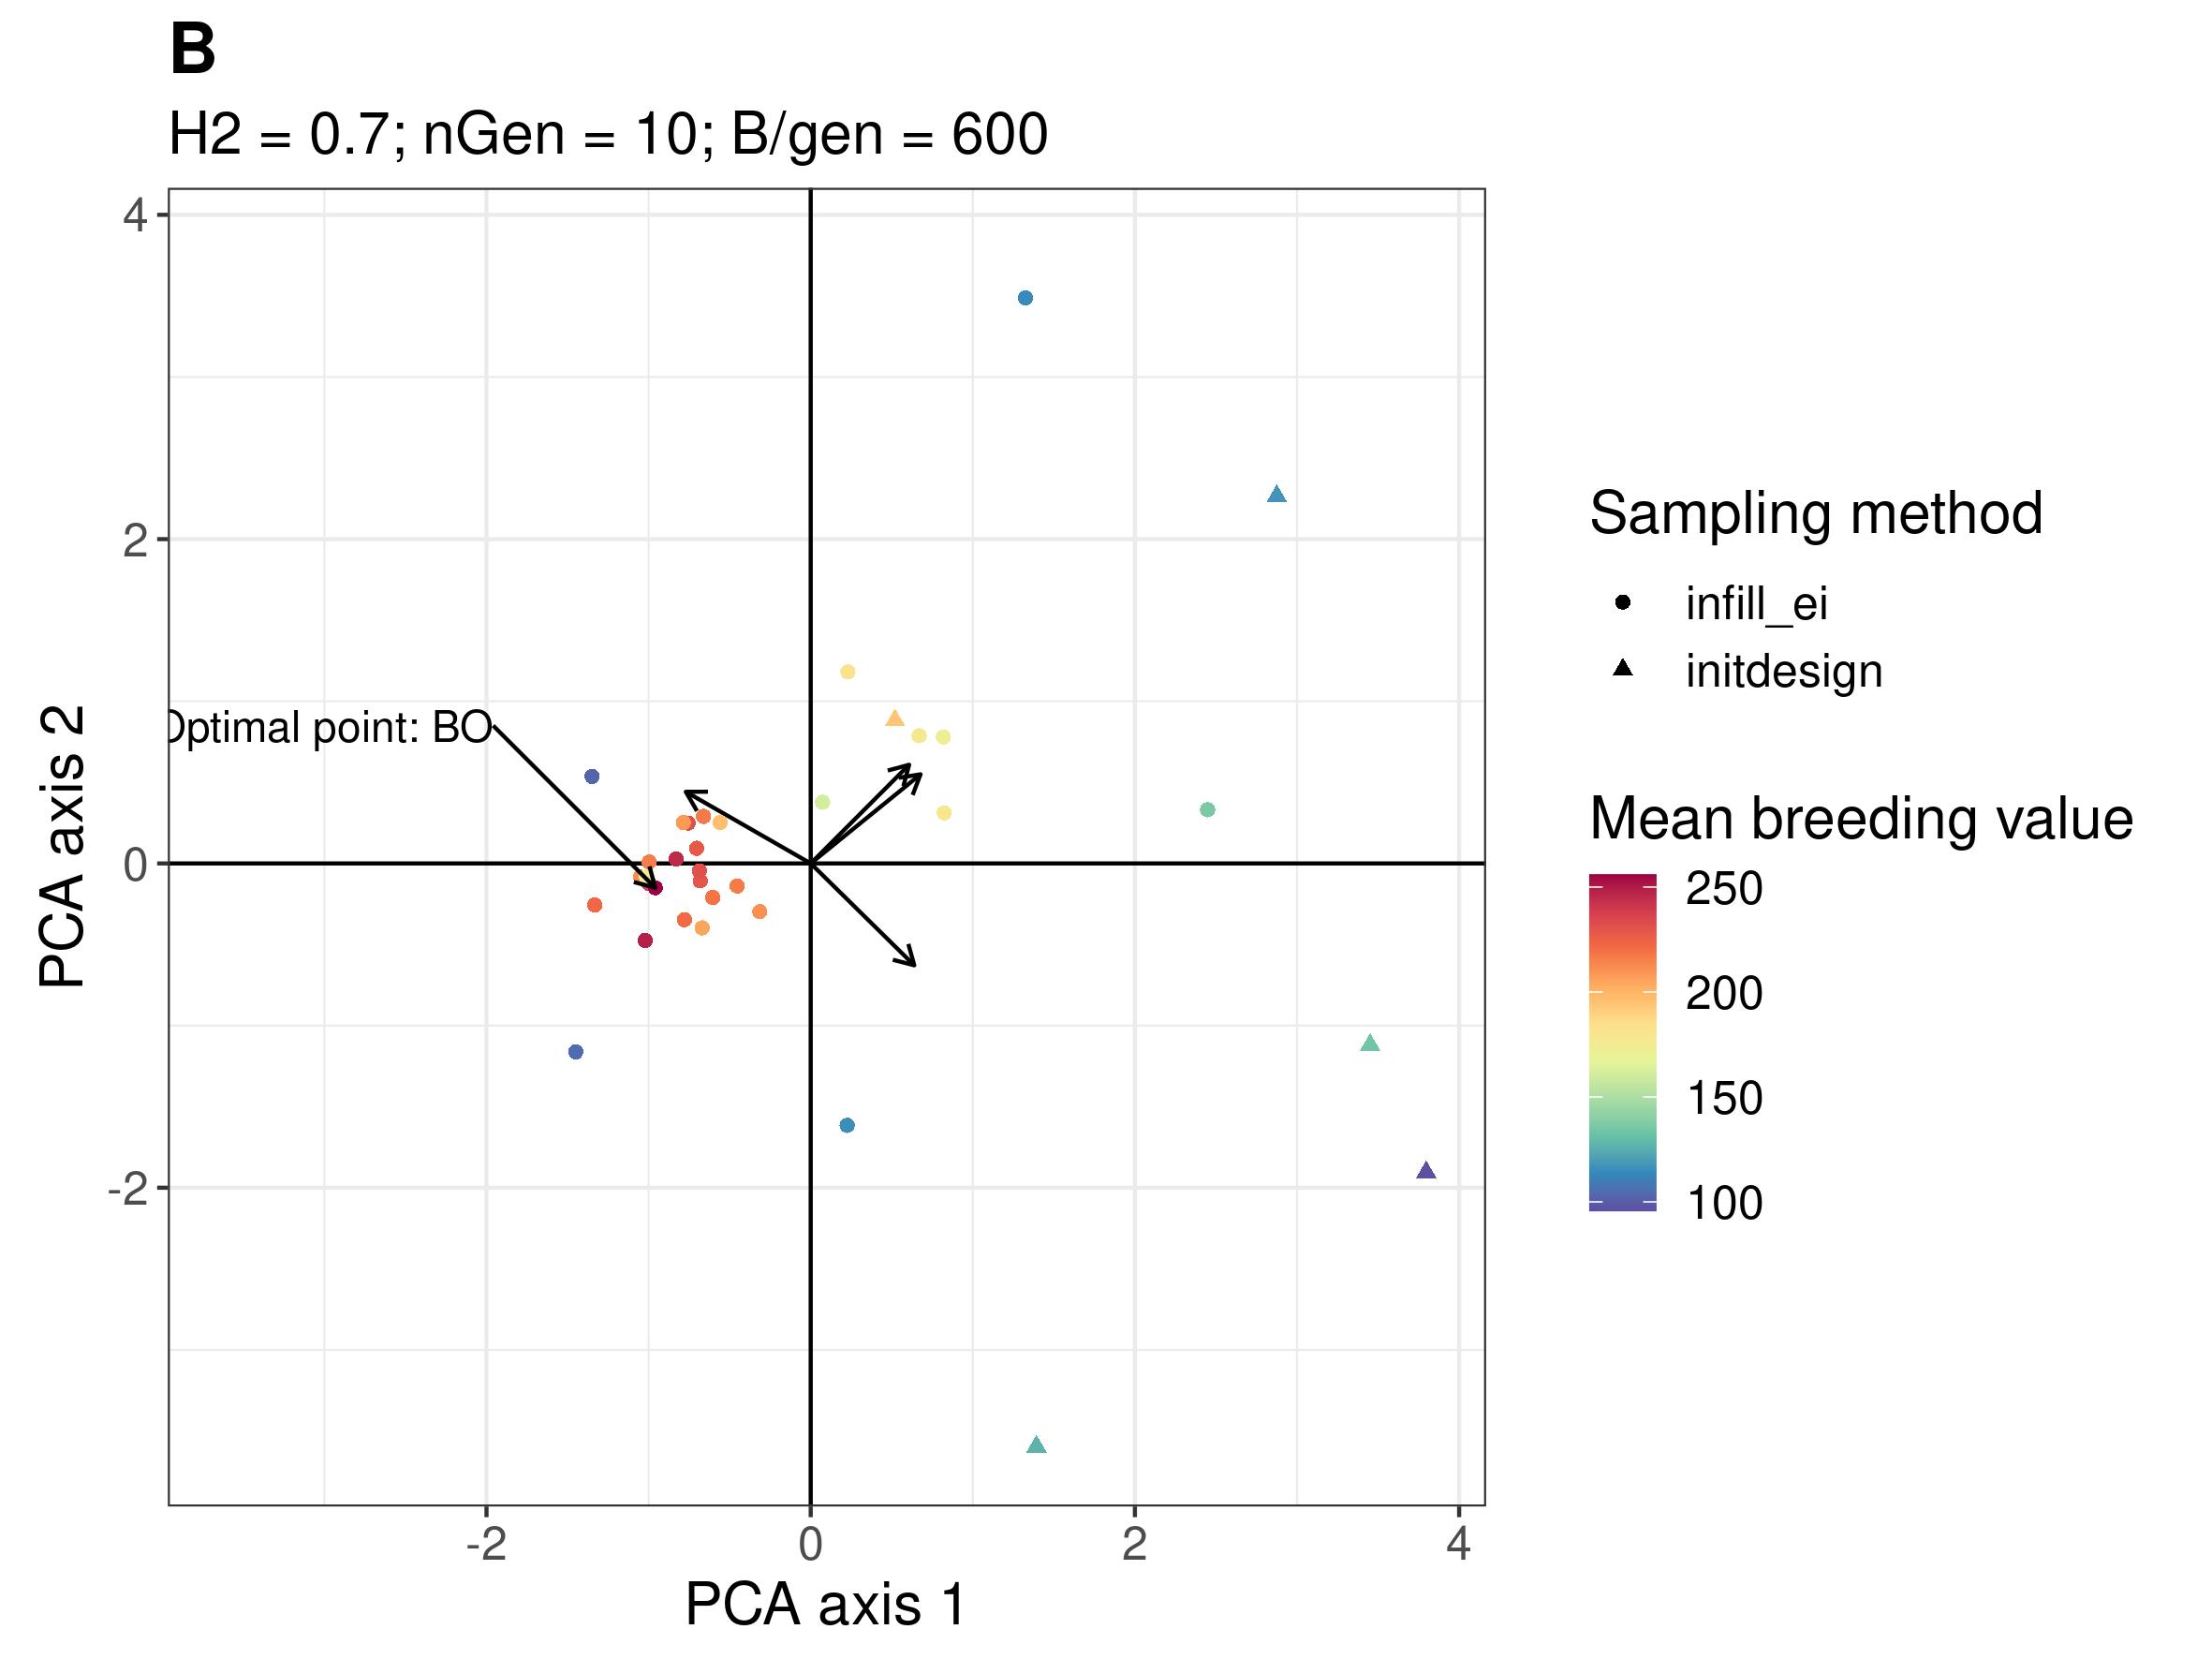 B
H2 = 0.7; nGen = 10; B/gen = 600
4
2
0
-2
Optimal point: BO
-2
0
2
4
PCA axis 1
PCA axis 2
Sampling method
infill_ei
initdesign
Mean breeding value
250
200
150
100